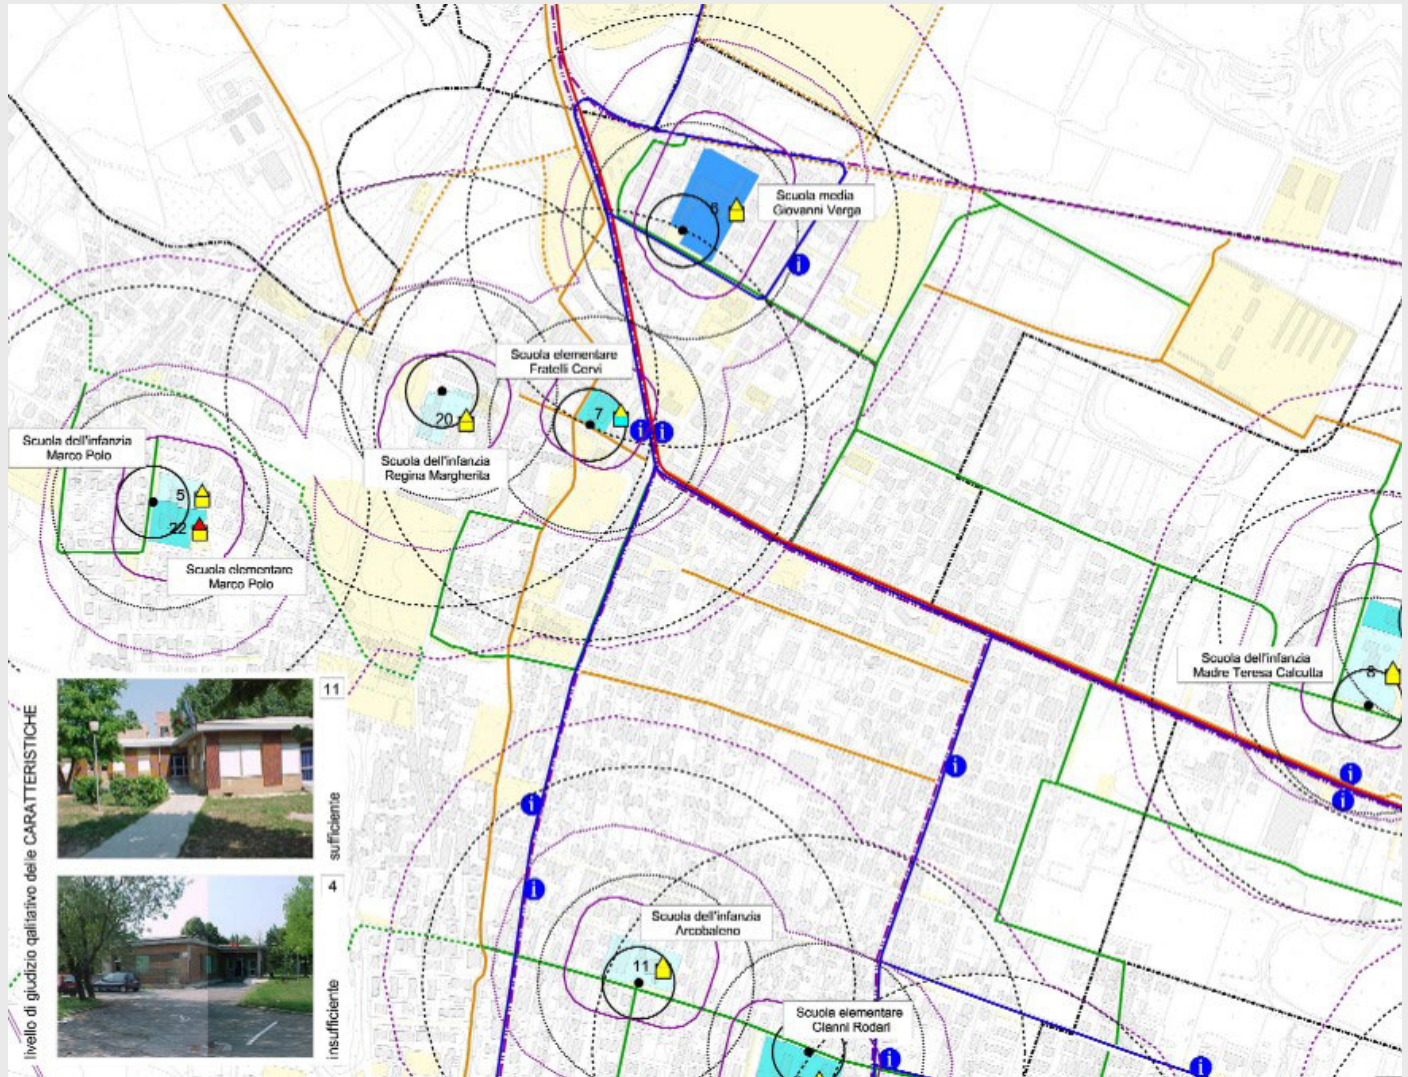 Scuola media
Giovanni Verga
6
i
Scuola elementare
Fratelli Cervi
7
i
i
20
Scuola dell'infanzia
Regina Margherita
Scuola dell'infanzia
Marco Polo
5
22
Scuola elementare
Marco Polo
Scuola dell'infanzia
Madre Teresa Calcutta
8
i
i
i
i
i
livello di giudizio qalitativo delle CARATTERISTICHE
11
sufficiente
4
insufficiente
Scuola dell'infanzia
Arcobaleno
11
Scuola elementare
Gianni Rodari
i
i